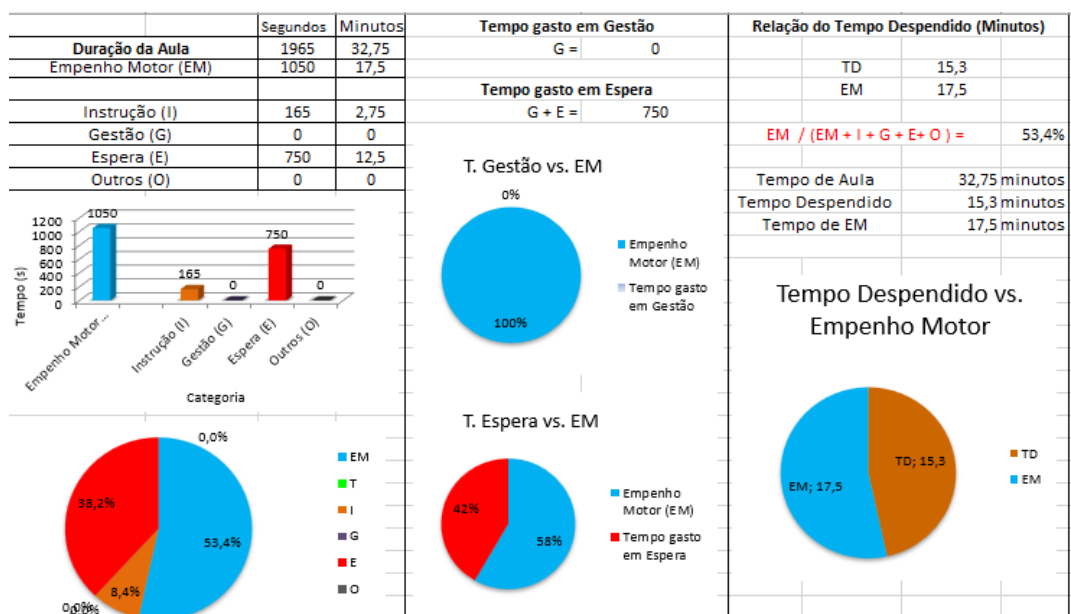 Segundos Minutos
Duração da Aula 1965 32,75
Empenho Motor (EM) 1050 17,5
Instrução (I) 165 2,75
Gestão (G) 0 0
Espera (E) 750 12,5
Outros (O) 0 0
1200
1000
800
600
400
200
0
Tempo (s)
1050
165
0
750
0
Empenho Motor...
Instrução (I)
Gestão (G)
Espera (E)
Outros (O)
Categoria
0,0%
38,2%
53,4%
8,4%
0,0%
0,0%
EM
T
I
G
E
O
Tempo gasto em Gestão
G = 0
Tempo gasto em Espera
G + E = 750
T. Gestão vs. EM
0%
100%
Empenho
Motor (EM)
Tempo gasto
em Gestão
T. Espera vs. EM
42%
58%
Empenho
Motor (EM)
Tempo gasto
em Espera
Relação do Tempo Despendido (Minutos)
TD 15,3
EM 17,5
EM / (EM + I + G + E+ O ) = 53,4%
Tempo de Aula 32,75 minutos
Tempo Despendido 15,3 minutos
Tempo de EM 17,5 minutos
Tempo Despendido vs.
Empenho Motor
TD; 15,3
EM; 17,5
TD
EM